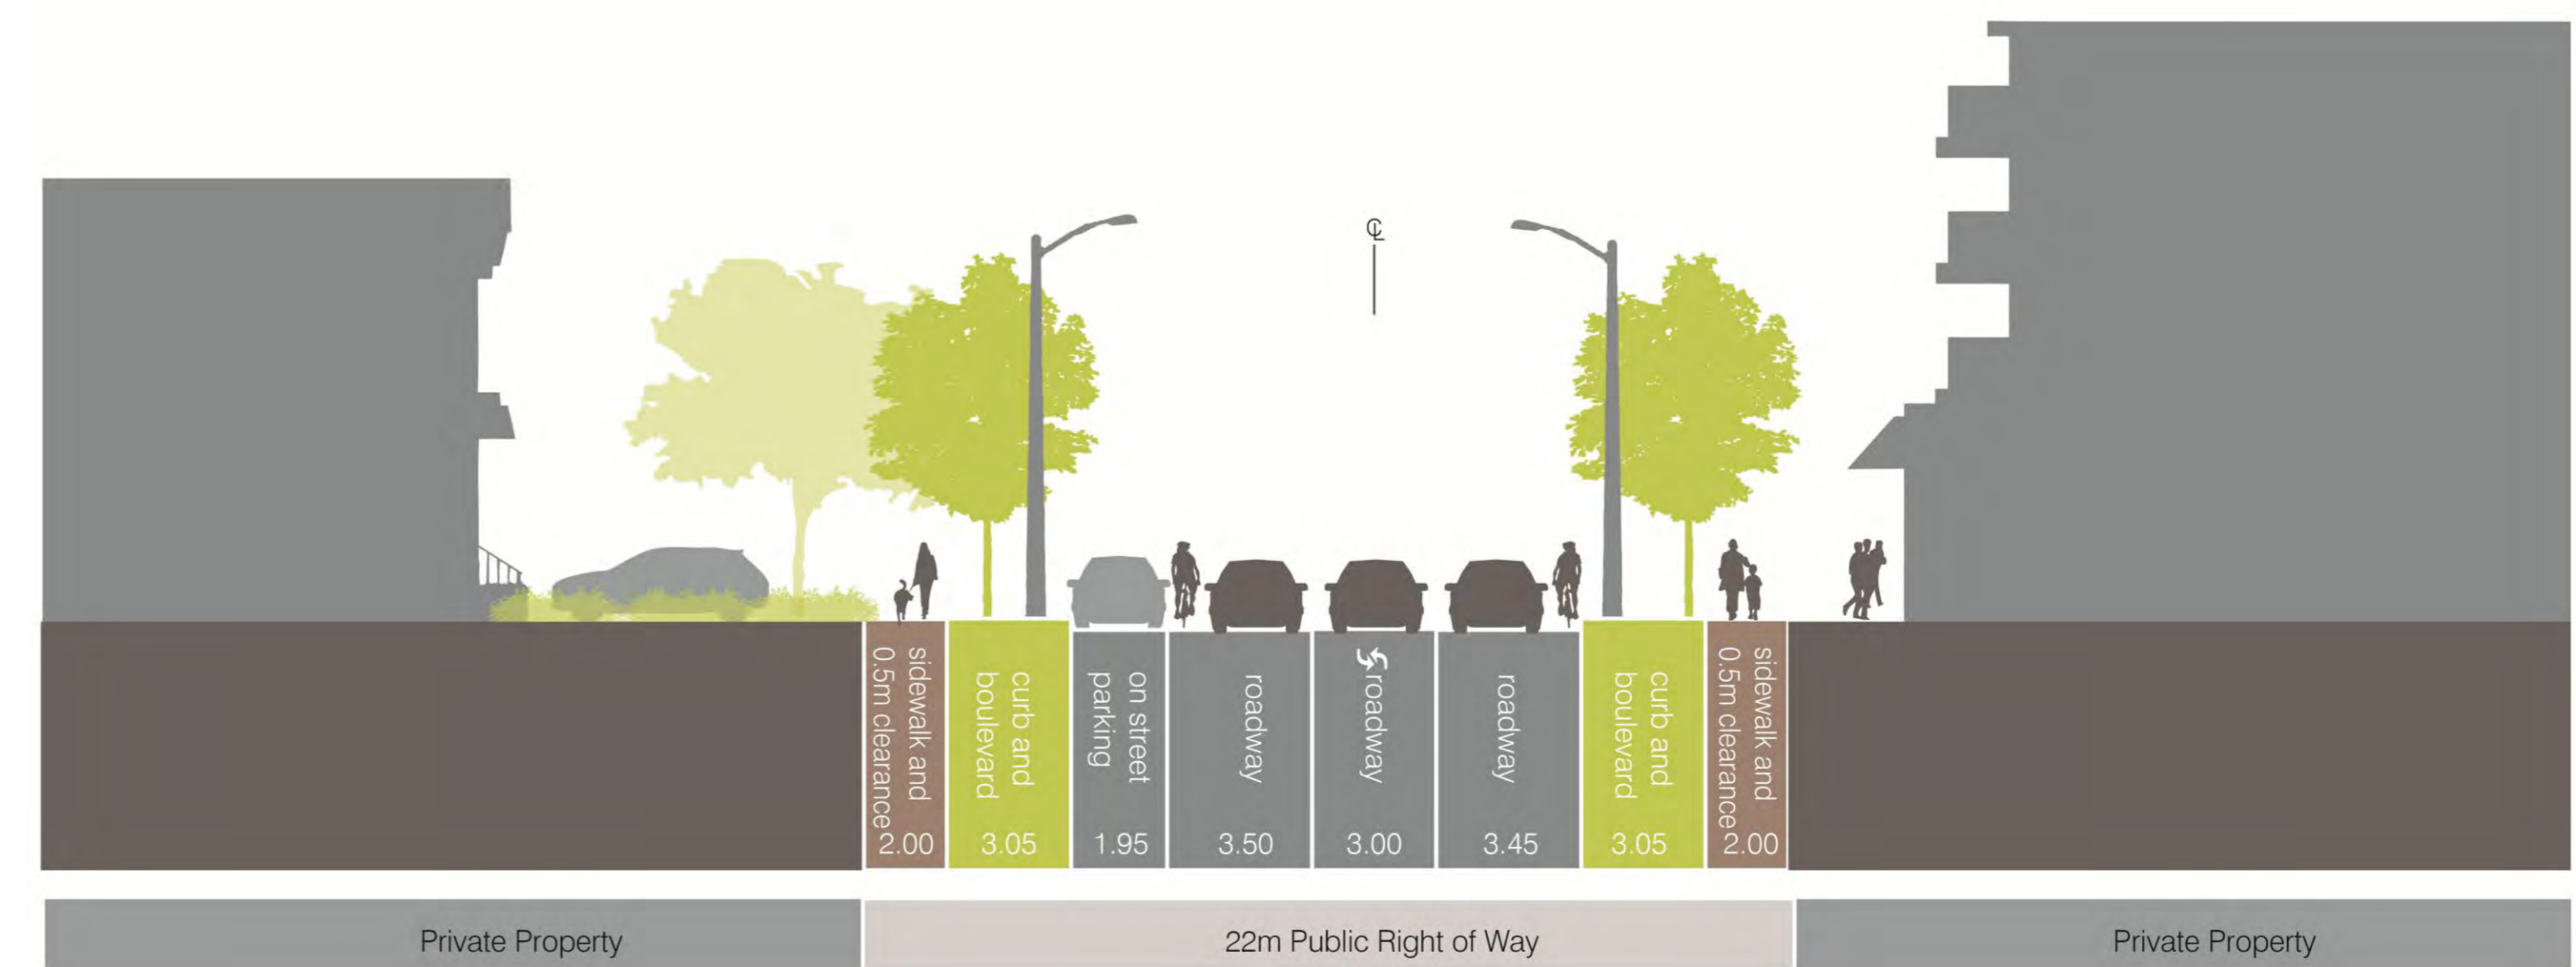 ℄
sidewalk and
0.5m clearance
2.00
curb and
boulevard
3.05
on street
parking
1.95
roadway
3.50
roadway
3.00
roadway
3.45
curb and
boulevard
3.05
sidewalk and
0.5m clearance
2.00
Private Property
22m Public Right of Way
Private Property